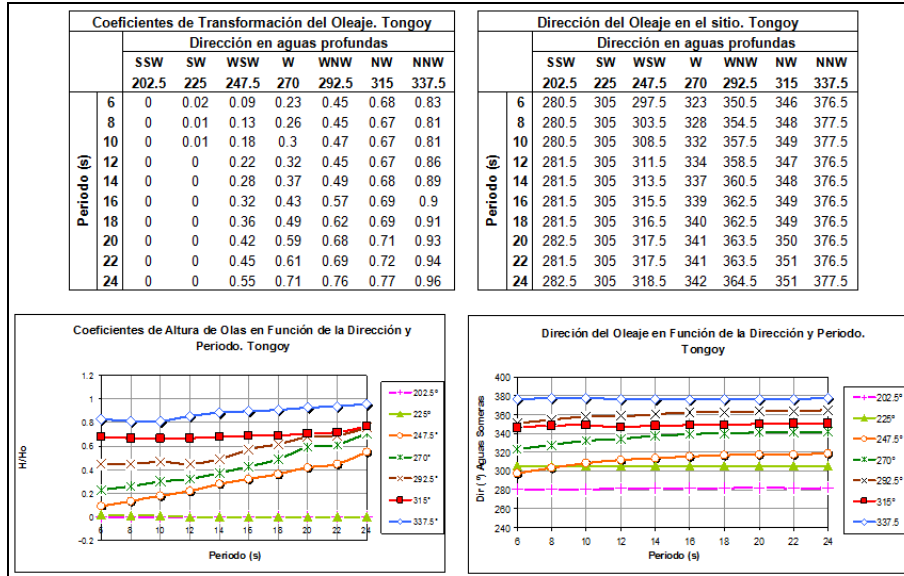 Coeficientes de Transformación del Oleaje. Tongoy
Dirección en aguas profundas
SSW SW WSW W WNW NW NNW
202.5 225 247.5 270 292.5 315 337.5
Periodo (s)
6 0 0.02 0.09 0.23 0.45 0.68 0.83
8 0 0.01 0.13 0.26 0.45 0.67 0.81
10 0 0.01 0.18 0.3 0.47 0.67 0.81
12 0 0 0.22 0.32 0.45 0.67 0.86
14 0 0 0.28 0.37 0.49 0.68 0.89
16 0 0 0.32 0.43 0.57 0.69 0.9
18 0 0 0.36 0.49 0.62 0.69 0.91
20 0 0 0.42 0.59 0.68 0.71 0.93
22 0 0 0.45 0.61 0.69 0.72 0.94
24 0 0 0.55 0.71 0.76 0.77 0.96
Dirección del Oleaje en el sitio. Tongoy
Dirección en aguas profundas
SSW SW WSW W WNW NW NNW
202.5 225 247.5 270 292.5 315 337.5
Periodo (s)
6 280.5 305 297.5 323 350.5 346 376.5
8 280.5 305 303.5 328 354.5 348 377.5
10 280.5 305 308.5 332 357.5 349 377.5
12 281.5 305 311.5 334 358.5 347 376.5
14 281.5 305 313.5 337 360.5 348 376.5
16 281.5 305 315.5 339 362.5 349 376.5
18 281.5 305 316.5 340 362.5 349 376.5
20 282.5 305 317.5 341 363.5 350 376.5
22 281.5 305 317.5 341 363.5 351 376.5
24 282.5 305 318.5 342 364.5 351 377.5
Coeficientes de Altura de Olas en Función de la Dirección y
Periodo. Tongoy
H/Ho
1.2
1
0.8
0.6
0.4
0.2
0
-0.2
6 8 10 12 14 16 18 20 22 24
Periodo (s)
202.5°
225°
247.5°
270°
292.5°
315°
337.5°
Direción del Oleaje en Función de la Dirección y Periodo.
Tongoy
Dir (°) Aguas Someras
400
380
360
340
320
300
280
260
240
6 8 10 12 14 16 18 20 22 24
Periodo (s)
202.5°
225°
247.5°
270°
292.5°
315°
337.5